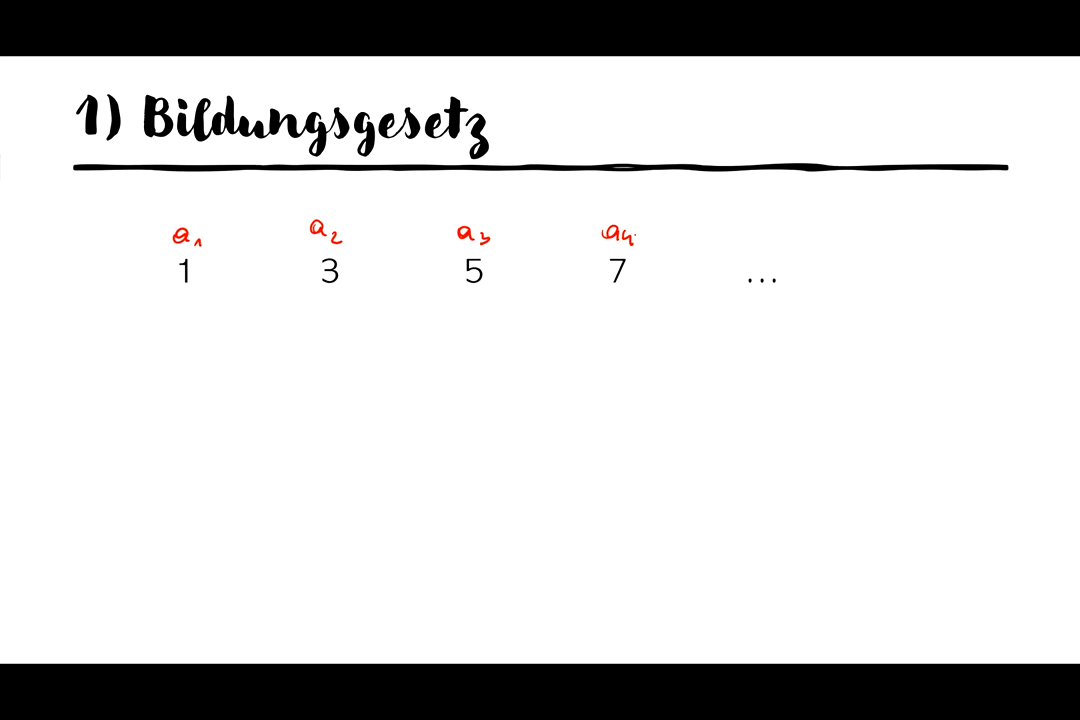 1) Bildungsgesetz
a₁ a₂ a₃ a₄
1 3 5 7 ...